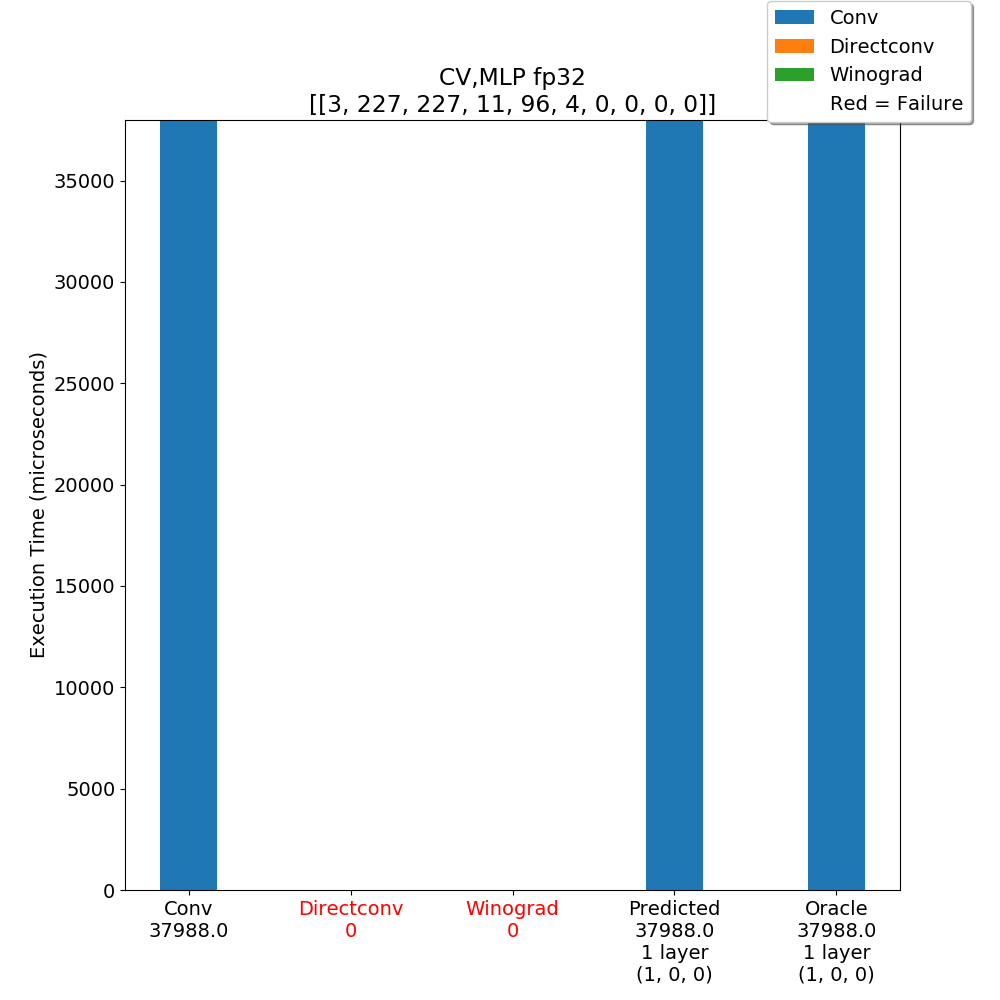 Conv
Directconv
Winograd
Red = Failure
CV,MLP fp32
[[3, 227, 227, 11, 96, 4, 0, 0, 0, 0]]
Execution Time (microseconds)
35000
30000
25000
20000
15000
10000
5000
0
Conv
37988.0
Directconv
0
Winograd
0
Predicted
37988.0
1 layer
(1, 0, 0)
Oracle
37988.0
1 layer
(1, 0, 0)